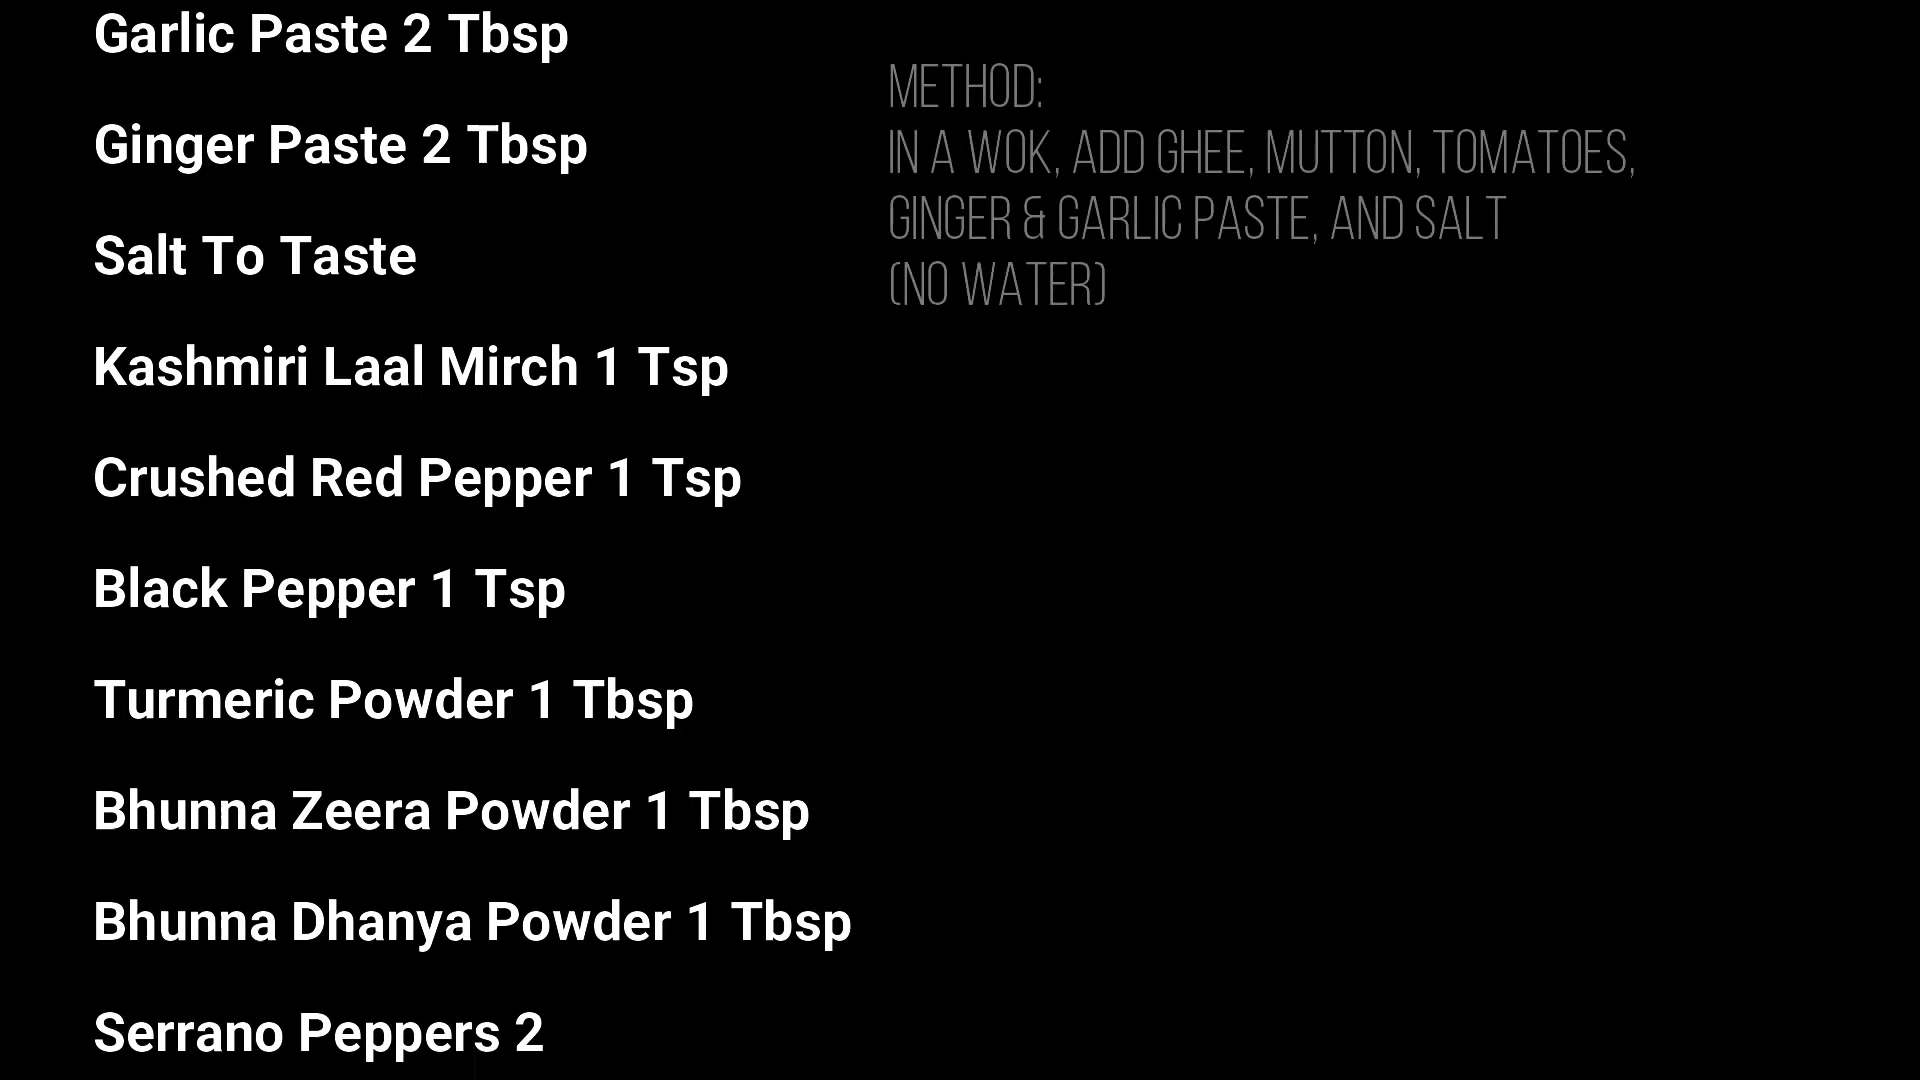 Garlic Paste 2 Tbsp
Ginger Paste 2 Tbsp
Salt To Taste
Kashmiri Laal Mirch 1 Tsp
Crushed Red Pepper 1 Tsp
Black Pepper 1 Tsp
Turmeric Powder 1 Tbsp
Bhunna Zeera Powder 1 Tbsp
Bhunna Dhanya Powder 1 Tbsp
Serrano Peppers 2
METHOD:
IN A WOK, ADD GHEE, MUTTON, TOMATOES,
GINGER & GARLIC PASTE, AND SALT
(NO WATER)